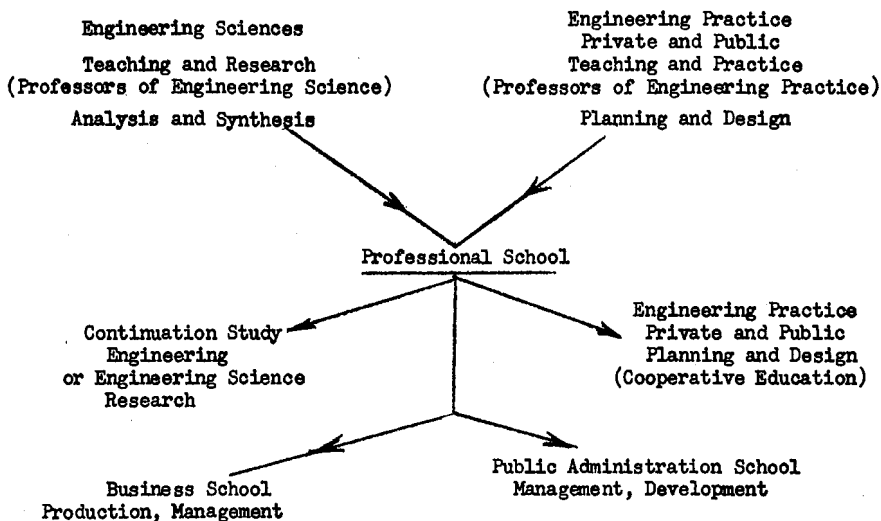 Engineering Sciences
Teaching and Research
(Professors of Engineering Science)
Analysis and Synthesis
Engineering Practice
Private and Public
Teaching and Practice
(Professors of Engineering Practice)
Planning and Design
Professional School
Continuation Study
Engineering
or Engineering Science
Research
Engineering Practice
Private and Public
Planning and Design
(Cooperative Education)
Business School
Production, Management
Public Administration School
Management, Development